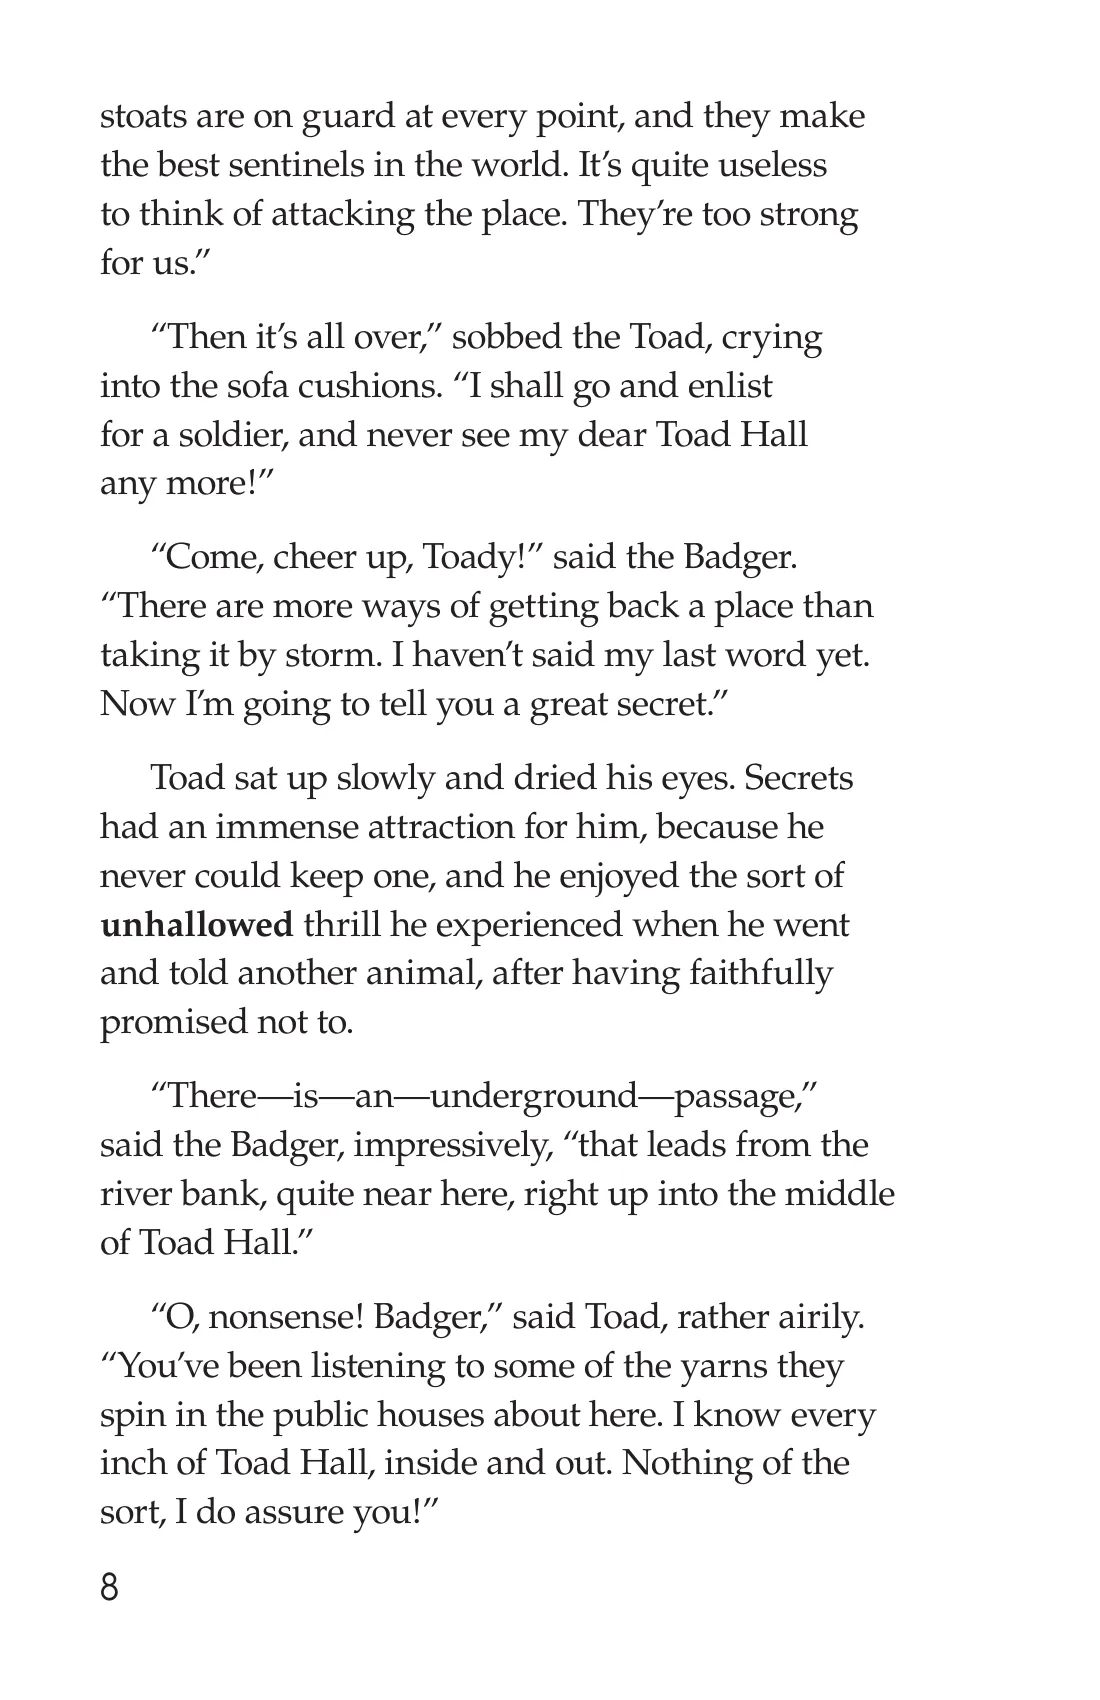 stoats are on guard at every point, and they make
the best sentinels in the world. It’s quite useless
to think of attacking the place. They’re too strong
for us.”
“Then it’s all over,” sobbed the Toad, crying
into the sofa cushions. “I shall go and enlist
for a soldier, and never see my dear Toad Hall
any more!”
“Come, cheer up, Toady!” said the Badger.
“There are more ways of getting back a place than
taking it by storm. I haven’t said my last word yet.
Now I’m going to tell you a great secret.”
Toad sat up slowly and dried his eyes. Secrets
had an immense attraction for him, because he
never could keep one, and he enjoyed the sort of
unhallowed thrill he experienced when he went
and told another animal, after having faithfully
promised not to.
“There—is—an—underground—passage,”
said the Badger, impressively, “that leads from the
river bank, quite near here, right up into the middle
of Toad Hall.”
“O, nonsense! Badger,” said Toad, rather airily.
“You’ve been listening to some of the yarns they
spin in the public houses about here. I know every
inch of Toad Hall, inside and out. Nothing of the
sort, I do assure you!”
8